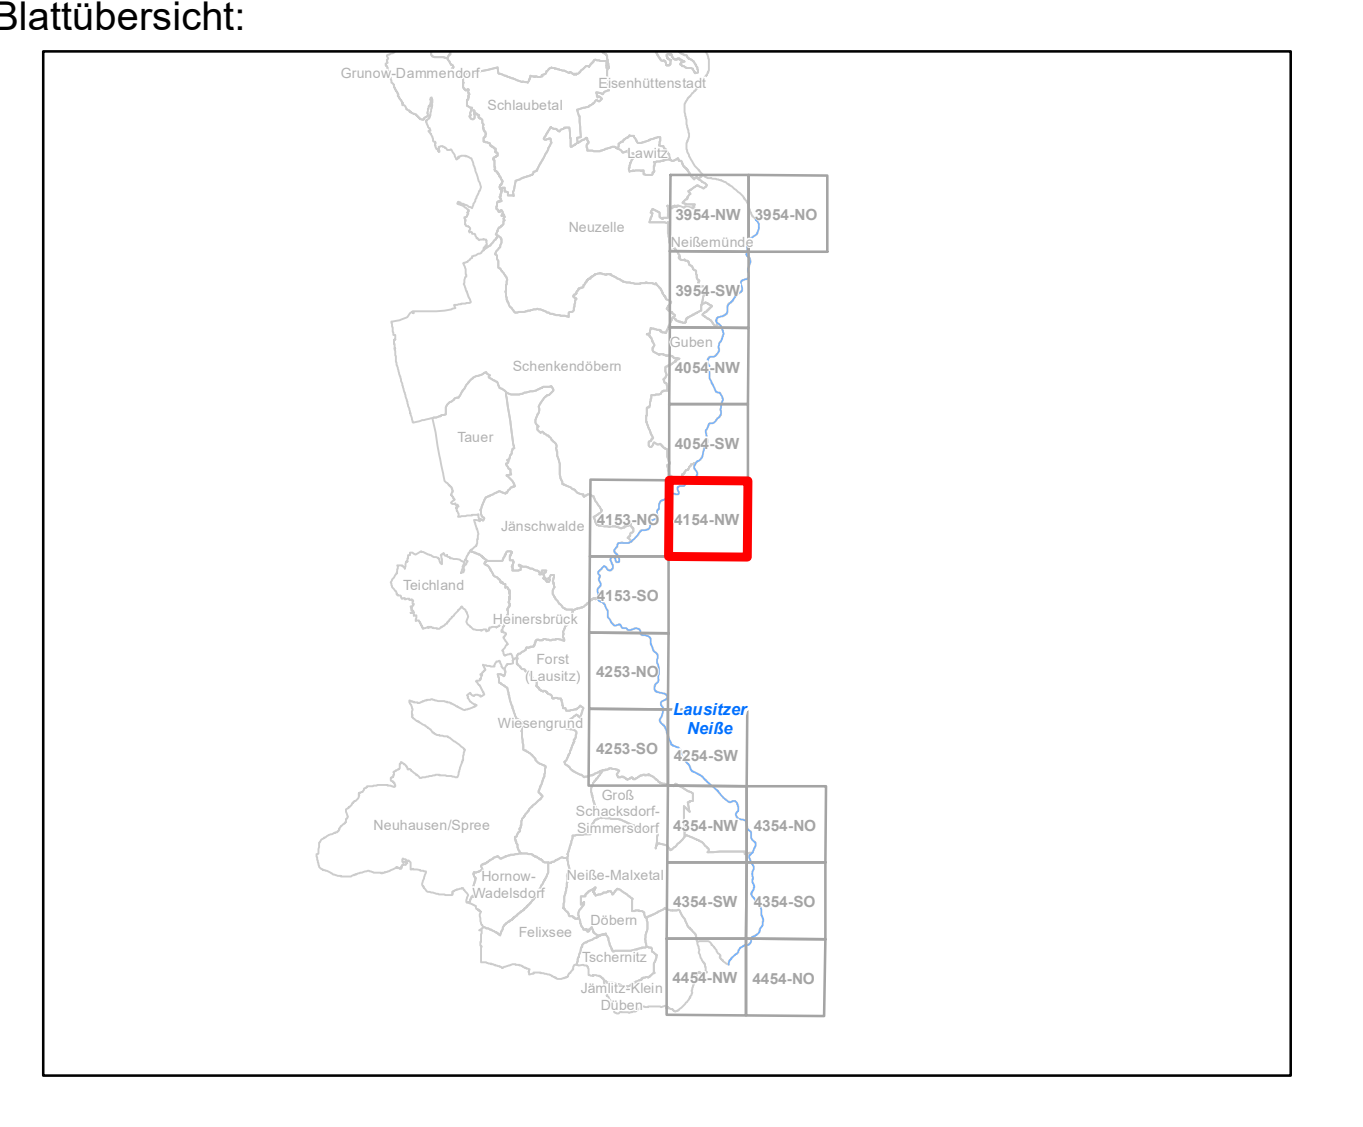 Blattübersicht:
Grunow-Dammendorf
Eisenhüttenstadt
Schlaubetal
Lawitz
3954-NW
3954-NO
Neuzelle
Neißemünde
3954-SW
Guben
Schenkendöbern
4054-NW
Tauer
4054-SW
4153-NO
4154-NW
Jänschwalde
Teichland
4153-SO
Heinersbrück
Forst
(Lausitz)
4253-NO
Lausitzer
Neiße
Wiesengrund
4253-SO
4254-SW
Groß
Schacksdorf-
Simmersdorf
Neuhausen/Spree
4354-NW
4354-NO
Hornow-
Wadelsdorf
Neiße-Malxetal
4354-SW
4354-SO
Döbern
Felixsee
Tschernitz
4454-NW
4454-NO
Jämlitz-Klein
Düben